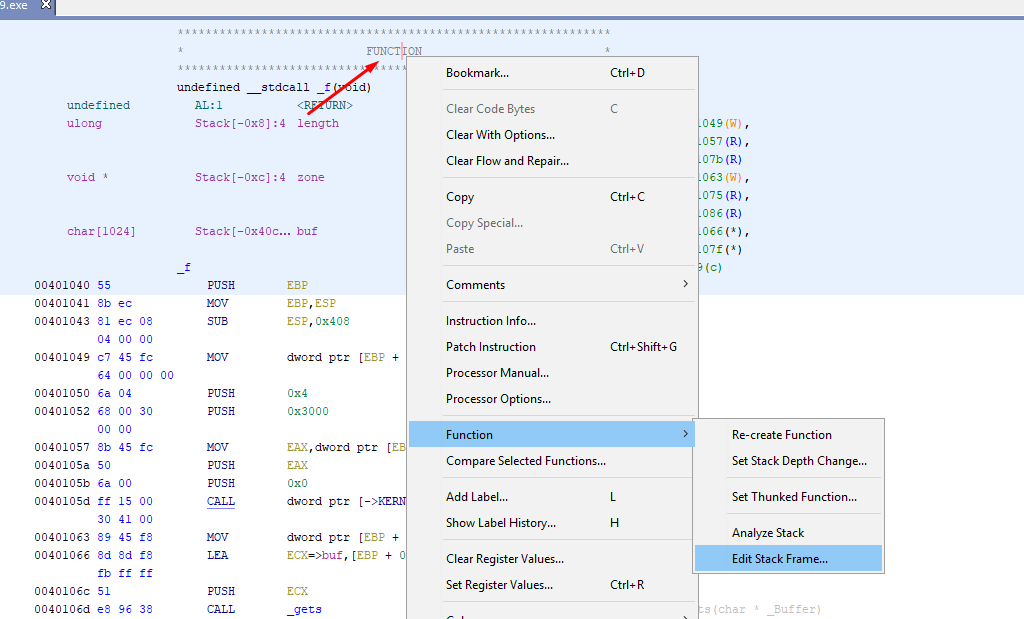 9.exe
************************************************************
* FUNCTION *
undefined __stdcall _f(void)
undefined AL:1 <RETURN>
ulong Stack[-0x8]:4 length
1049(W),
1057(R),
107b(R)
void * Stack[-0xc]:4 zone
1063(W),
1075(R),
1086(R)
char[1024] Stack[-0x40c... buf
1066(*),
107f(*)
_f
(c)
00401040 55 PUSH EBP
00401041 8b ec MOV EBP,ESP
00401043 81 ec 08 SUB ESP,0x408
04 00 00
00401049 c7 45 fc MOV dword ptr [EBP +
64 00 00 00
00401050 6a 04 PUSH 0x4
00401052 68 00 30 PUSH 0x3000
00 00
00401057 8b 45 fc MOV EAX,dword ptr [EB
0040105a 50 PUSH EAX
0040105b 6a 00 PUSH 0x0
0040105d ff 15 00 CALL dword ptr [->KERN
30 41 00
00401063 89 45 f8 MOV dword ptr [EBP +
00401066 8d 8d f8 LEA ECX=>buf,[EBP + 0
fb ff ff
0040106c 51 PUSH ECX
0040106d e8 96 38 CALL _gets
ts(char * _Buffer)
Bookmark... Ctrl+D
Clear Code Bytes C
Clear With Options...
Clear Flow and Repair...
Copy Ctrl+C
Copy Special...
Paste Ctrl+V
Comments
Instruction Info...
Patch Instruction Ctrl+Shift+G
Processor Manual...
Processor Options...
Function
Compare Selected Functions...
Add Label... L
Show Label History... H
Clear Register Values...
Set Register Values... Ctrl+R
Re-create Function
Set Stack Depth Change...
Set Thunked Function...
Analyze Stack
Edit Stack Frame...